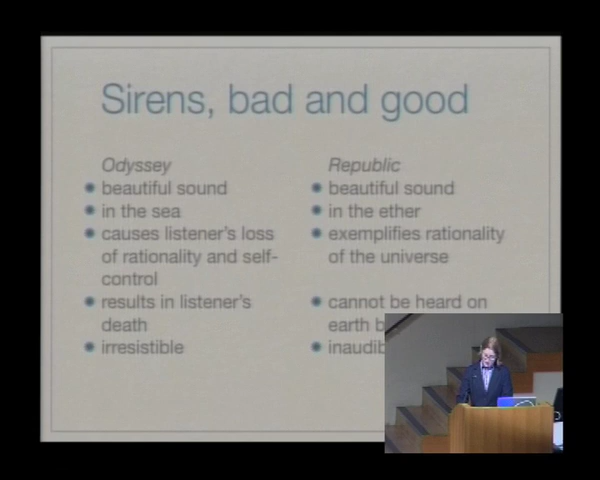 Sirens, bad and good
Odyssey
beautiful sound
in the sea
causes listener's loss
of rationality and self-
control
results in listener's
death
irresistible
Republic
beautiful sound
in the ether
exemplifies rationality
of the universe
cannot be heard on
earth